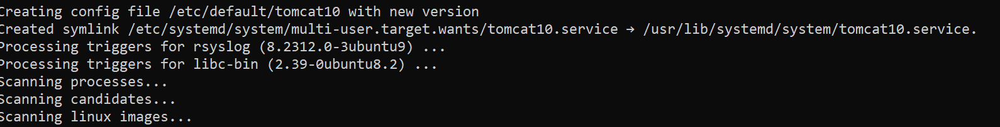 Creating config file /etc/default/tomcat10 with new version
Created symlink /etc/systemd/system/multi-user.target.wants/tomcat10.service → /usr/lib/systemd/system/tomcat10.service.
Processing triggers for rsyslog (8.2312.0-3ubuntu9) ...
Processing triggers for libc-bin (2.39-0ubuntu8.2) ...
Scanning processes...
Scanning candidates...
Scanning linux images...